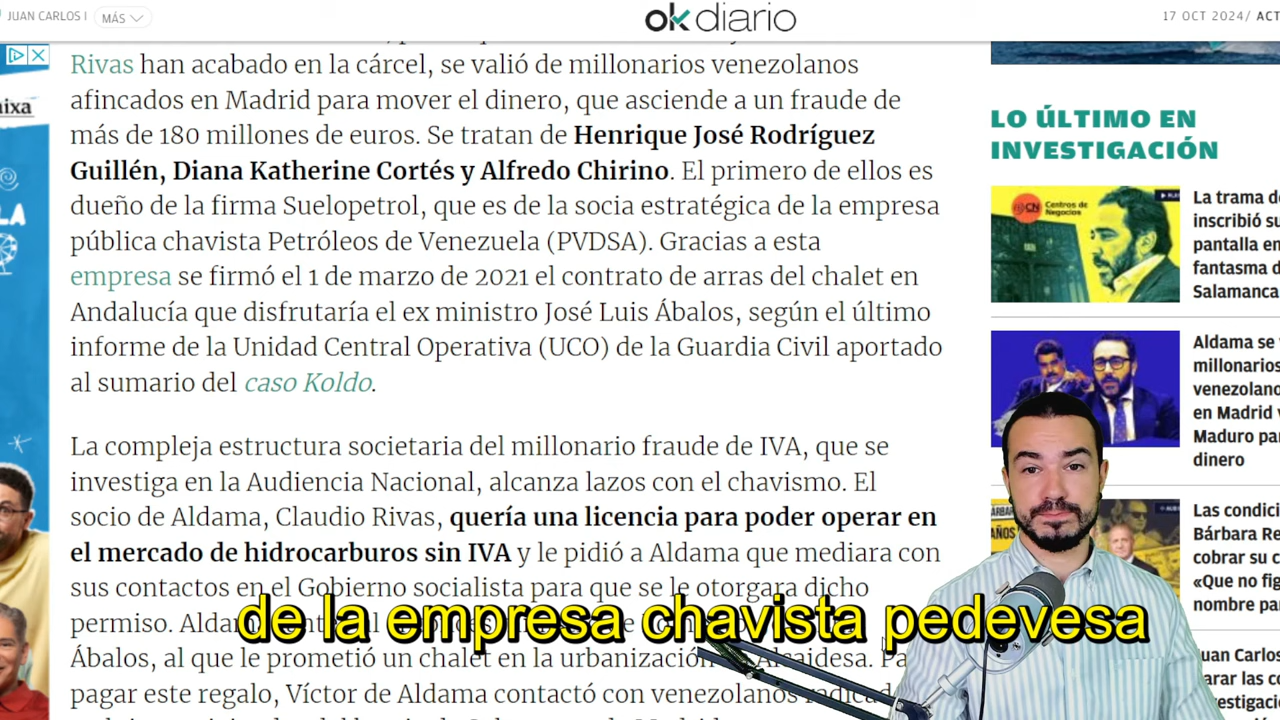 JUAN CARLOS I
MÁS
okdiario
17 OCT 2024/ ACT
Rivas han acabado en la cárcel, se valió de millonarios venezolanos
afincados en Madrid para mover el dinero, que asciende a un fraude de
más de 180 millones de euros. Se tratan de Henrique José Rodríguez
Guillén, Diana Katherine Cortés y Alfredo Chirino. El primero de ellos es
dueño de la firma Suelopetrol, que es de la socia estratégica de la empresa
pública chavista Petróleos de Venezuela (PVDSA). Gracias a esta
empresa se firmó el 1 de marzo de 2021 el contrato de arras del chalet en
Andalucía que disfrutaría el ex ministro José Luis Ábalos, según el último
informe de la Unidad Central Operativa (UCO) de la Guardia Civil aportado
al sumario del caso Koldo.
La compleja estructura societaria del millonario fraude de IVA, que se
investiga en la Audiencia Nacional, alcanza lazos con el chavismo. El
socio de Aldama, Claudio Rivas, quería una licencia para poder operar en
el mercado de hidrocarburos sin IVA y le pidió a Aldama que mediara con
sus contactos en el Gobierno socialista para que se le otorgara dicho
permiso.
Ábalos, al que le prometió un chalet en la urbanización Alcaidesa.
pagar este regalo, Víctor de Aldama contactó con venezolanos
de la empresa chavista pedevesa
LO ÚLTIMO EN
INVESTIGACIÓN
CN Centros de
Negocios
La trama de
inscribió su
pantalla en
fantasma d
Salamanca
Aldama se
millonarios
venezolano
en Madrid
Maduro pa
dinero
Las condici
Bárbara Re
cobrar su c
«Que no fig
nombre pa
uan Carlos
arar las co
vestigacio